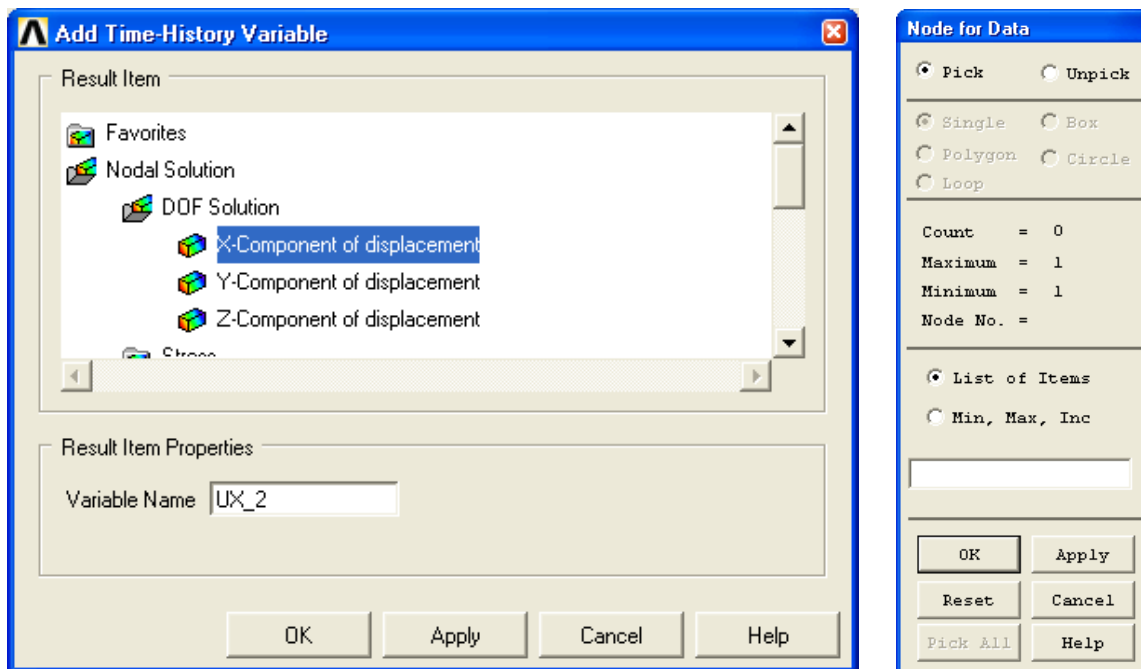 Add Time-History Variable
Result Item
Favorites
Nodal Solution
DOF Solution
X-Component of displacement
Y-Component of displacement
Z-Component of displacement
Stress
Result Item Properties
Variable Name UX_2
OK Apply Cancel Help
Node for Data
Pick Unpick
Single Box
Polygon Circle
Loop
Count = 0
Maximum = 1
Minimum = 1
Node No. =
List of Items
Min, Max, Inc
OK Apply
Reset Cancel
Pick All Help